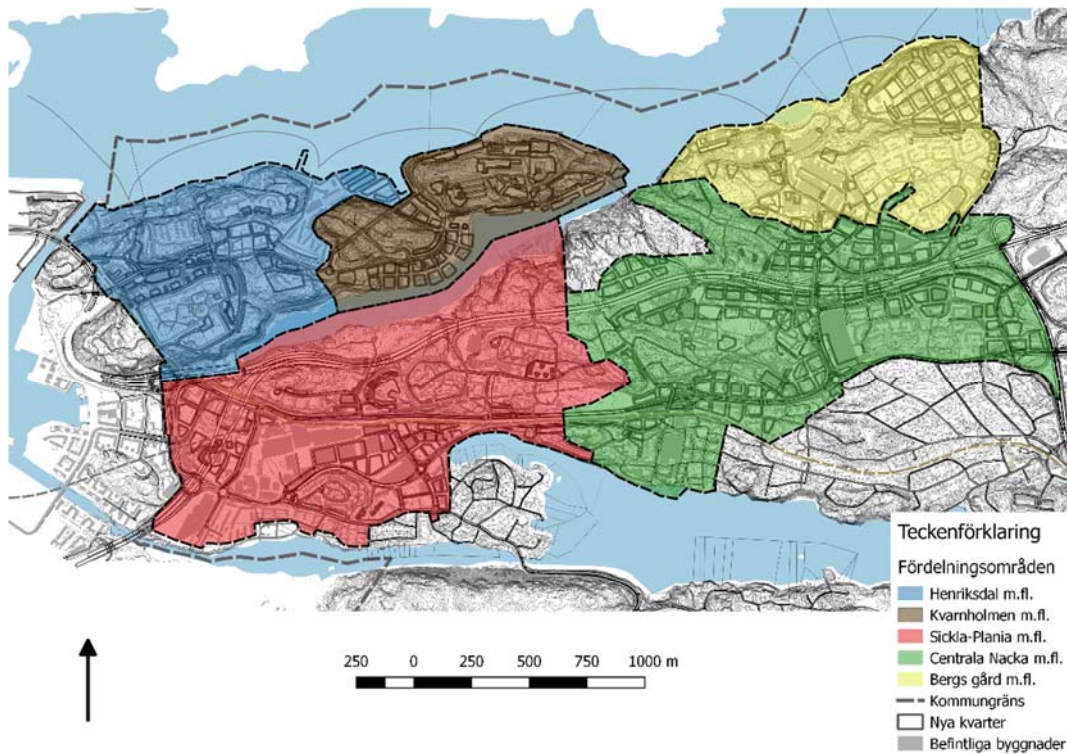 Teckenförklaring
Fördelningsområden
Henriksdal m.fl.
Kvarnholmen m.fl.
Sickla-Plania m.fl.
Centrala Nacka m.fl.
Bergs gård m.fl.
Kommungräns
Nya kvarter
Befintliga byggnader
250 0 250 500 750 1000 m